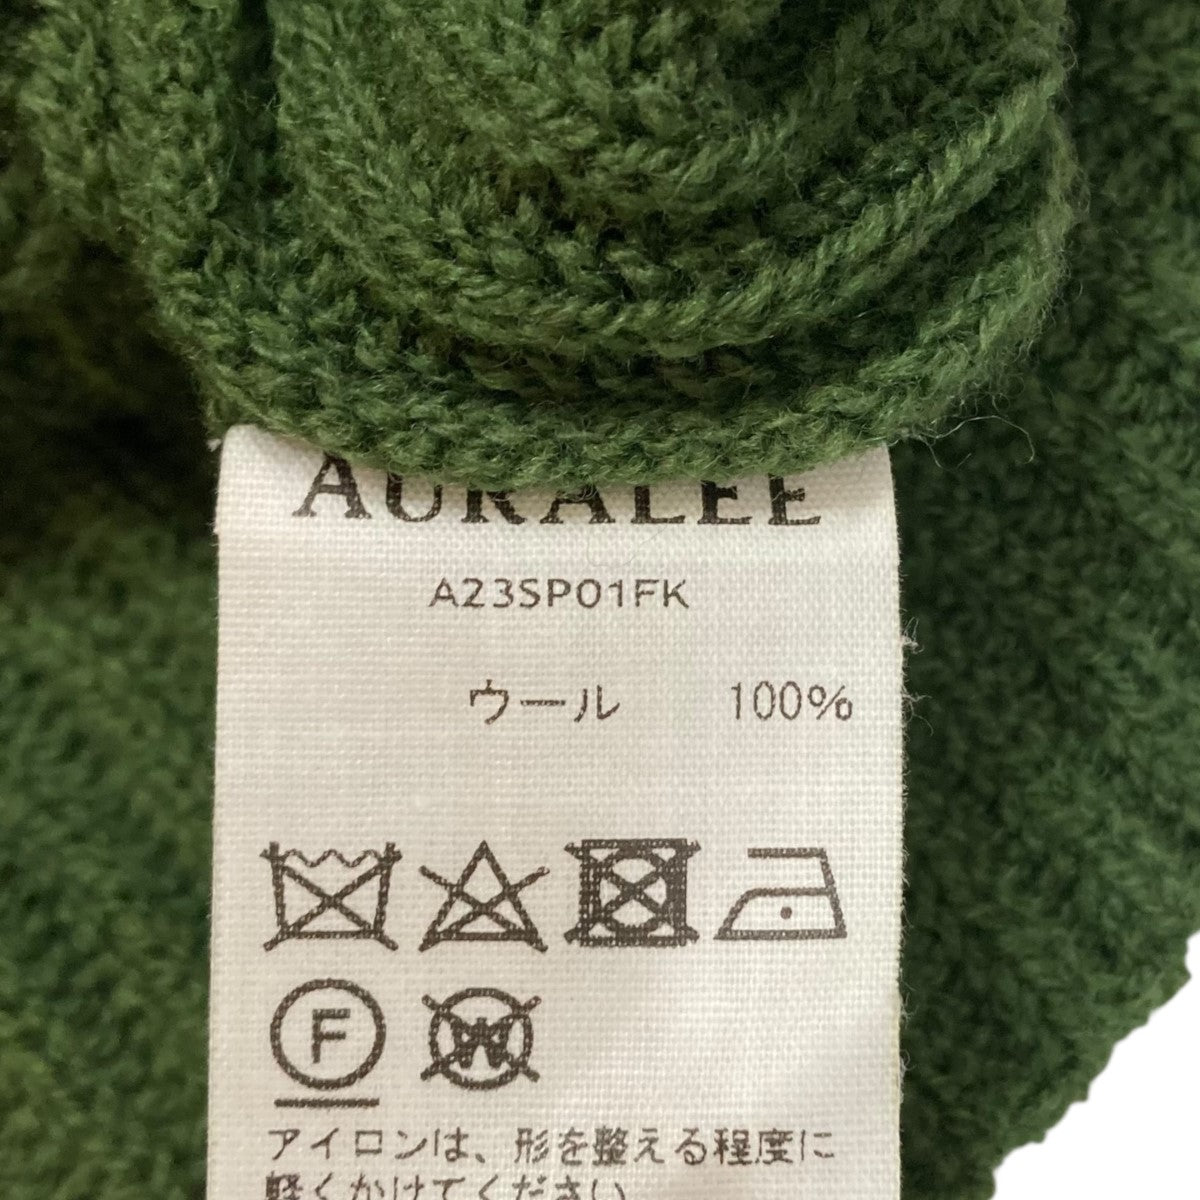 AURALEE
A23SP01FK
ウール 100%
F
W
アイロンは、形を整える程度に
軽くかけてください